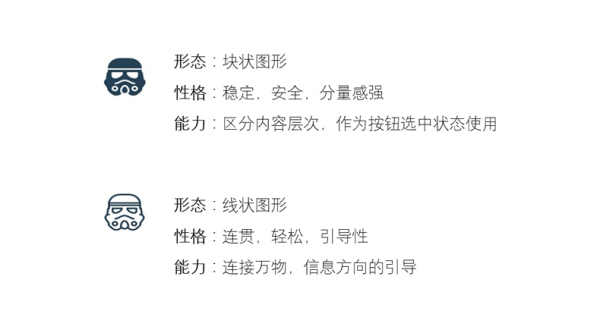 形态：块状图形
性格：稳定，安全，分量感强
能力：区分内容层次，作为按钮选中状态使用
形态：线状图形
性格：连贯，轻松，引导性
能力：连接万物，信息方向的引导